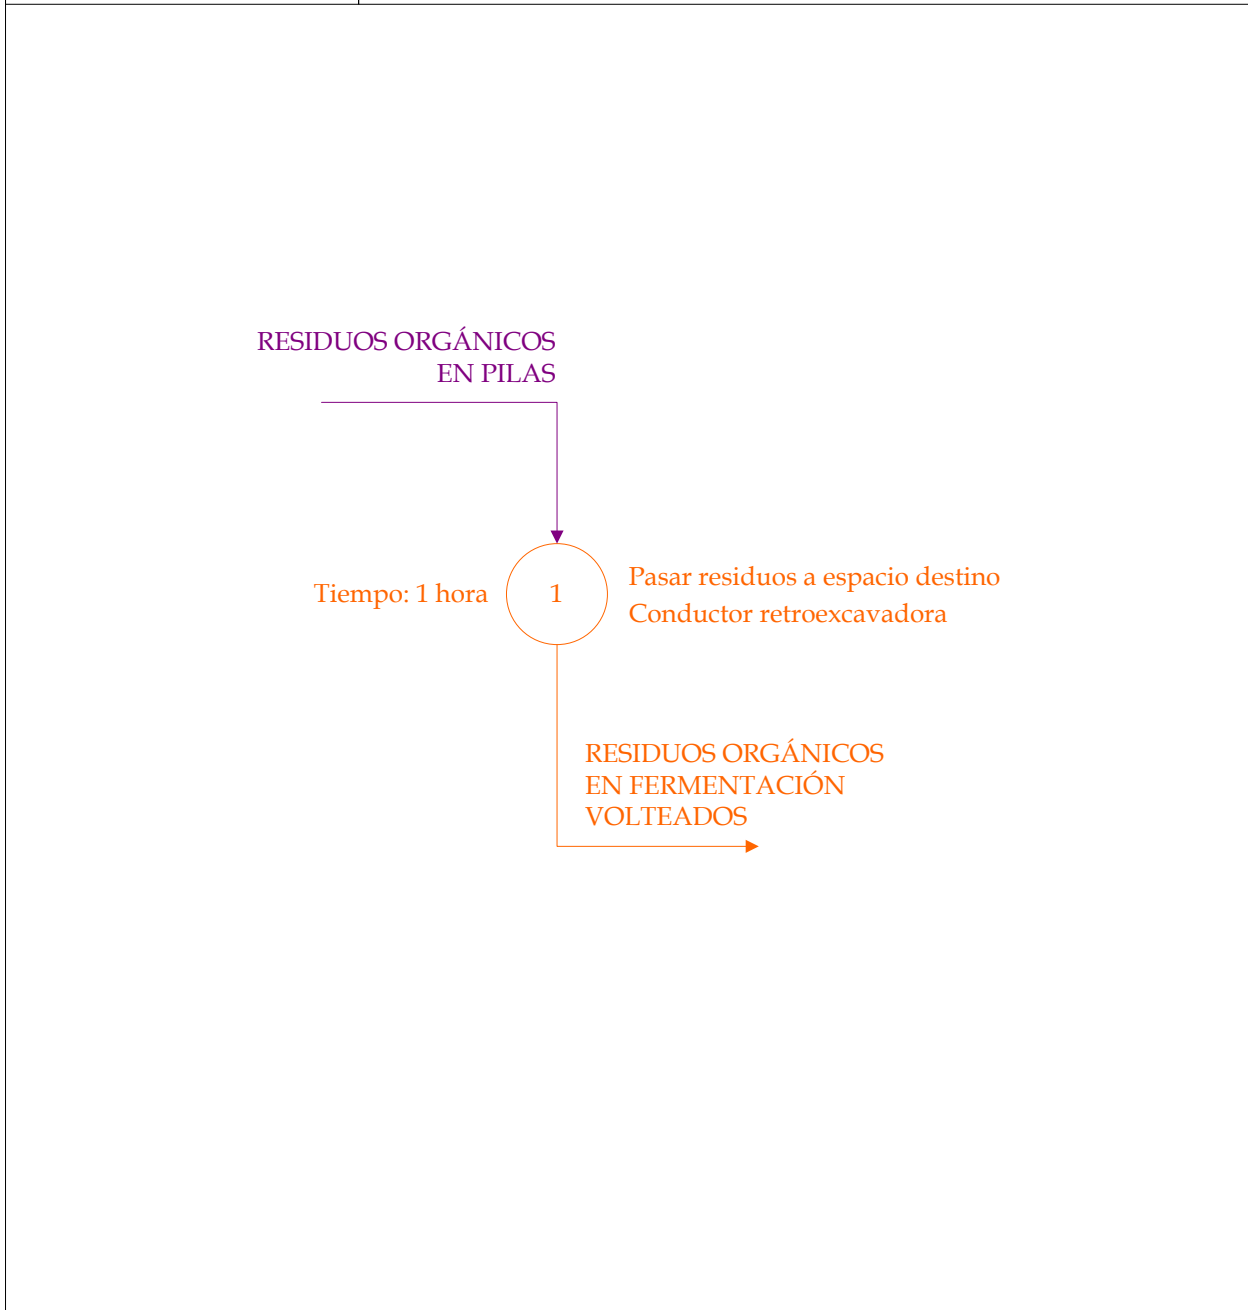 RESIDUOS ORGÁNICOS
EN PILAS
Tiempo: 1 hora
1
Pasar residuos a espacio destino
Conductor retroexcavadora
RESIDUOS ORGÁNICOS
EN FERMENTACIÓN
VOLTEADOS